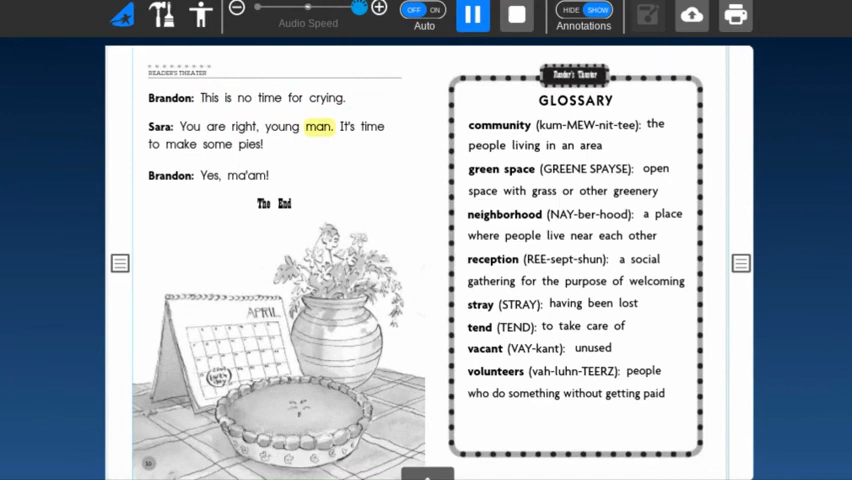 Audio Speed
OFF ON
Auto
HIDE SHOW
Annotations
READER'S THEATER
Brandon: This is no time for crying.
Sara: You are right, young man. It's time
to make some pies!
Brandon: Yes, ma'am!
The End
APRIL
Reader's Theater
GLOSSARY
community (kum-MEW-nit-tee): the
people living in an area
green space (GREENE SPAYSE): open
space with grass or other greenery
neighborhood (NAY-ber-hood): a place
where people live near each other
reception (REE-sept-shun): a social
gathering for the purpose of welcoming
stray (STRAY): having been lost
tend (TEND): to take care of
vacant (VAY-kant): unused
volunteers (vah-luhn-TEERZ): people
who do something without getting paid